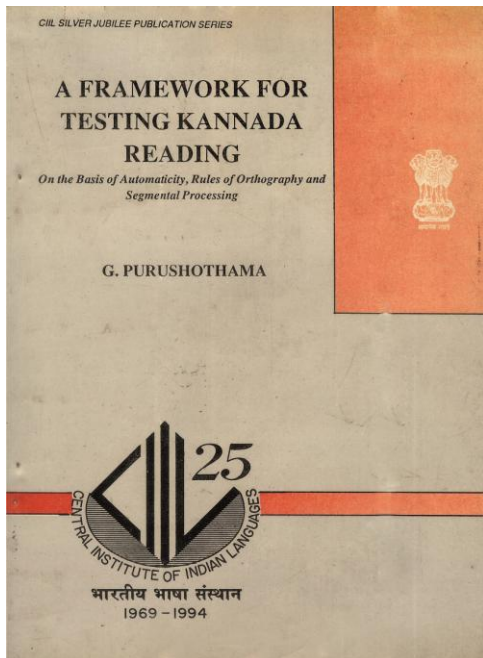 CIIL SILVER JUBILEE PUBLICATION SERIES
A FRAMEWORK FOR
TESTING KANNADA
READING
On the Basis of Automaticity, Rules of Orthography and
Segmental Processing
G. PURUSHOTHAMA
CIIL 25
CENTRAL INSTITUTE OF INDIAN LANGUAGES
भारतीय भाषा संस्थान
1969 – 1994